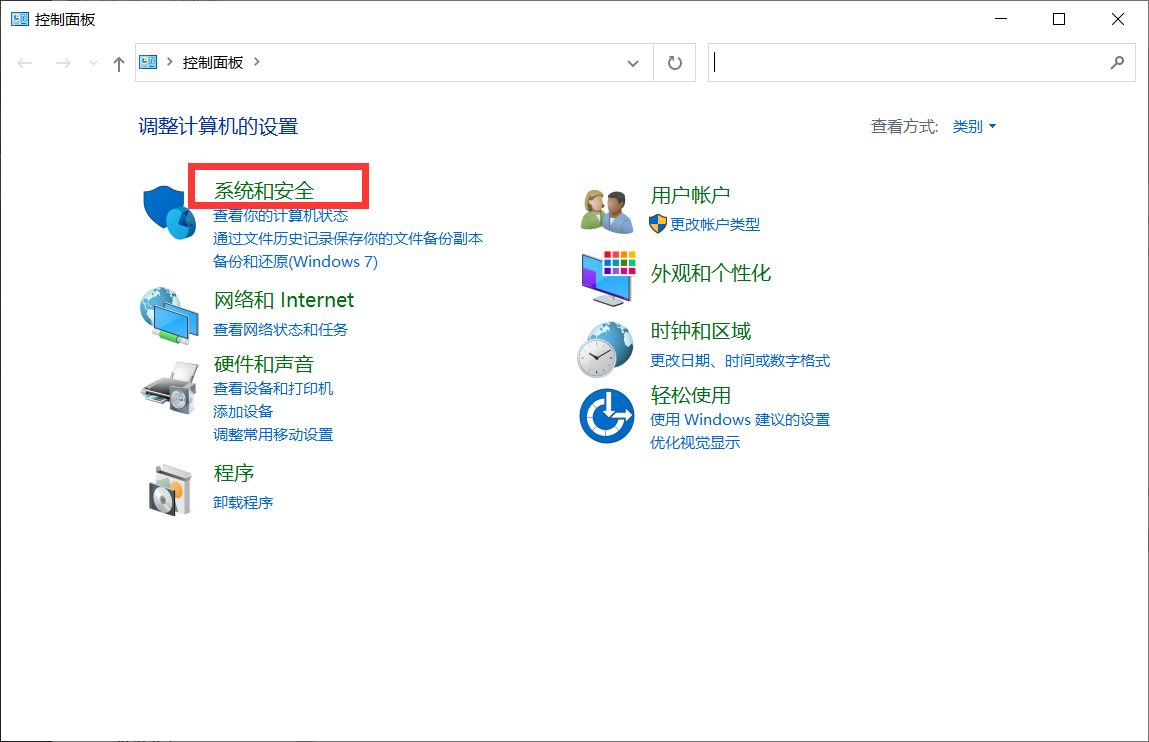 控制面板
控制面板
调整计算机的设置
查看方式: 类别
系统和安全
查看你的计算机状态
通过文件历史记录保存你的文件备份副本
备份和还原(Windows 7)
网络和 Internet
查看网络状态和任务
硬件和声音
查看设备和打印机
添加设备
调整常用移动设置
程序
卸载程序
用户帐户
更改帐户类型
外观和个性化
时钟和区域
更改日期、时间或数字格式
轻松使用
使用 Windows 建议的设置
优化视觉显示